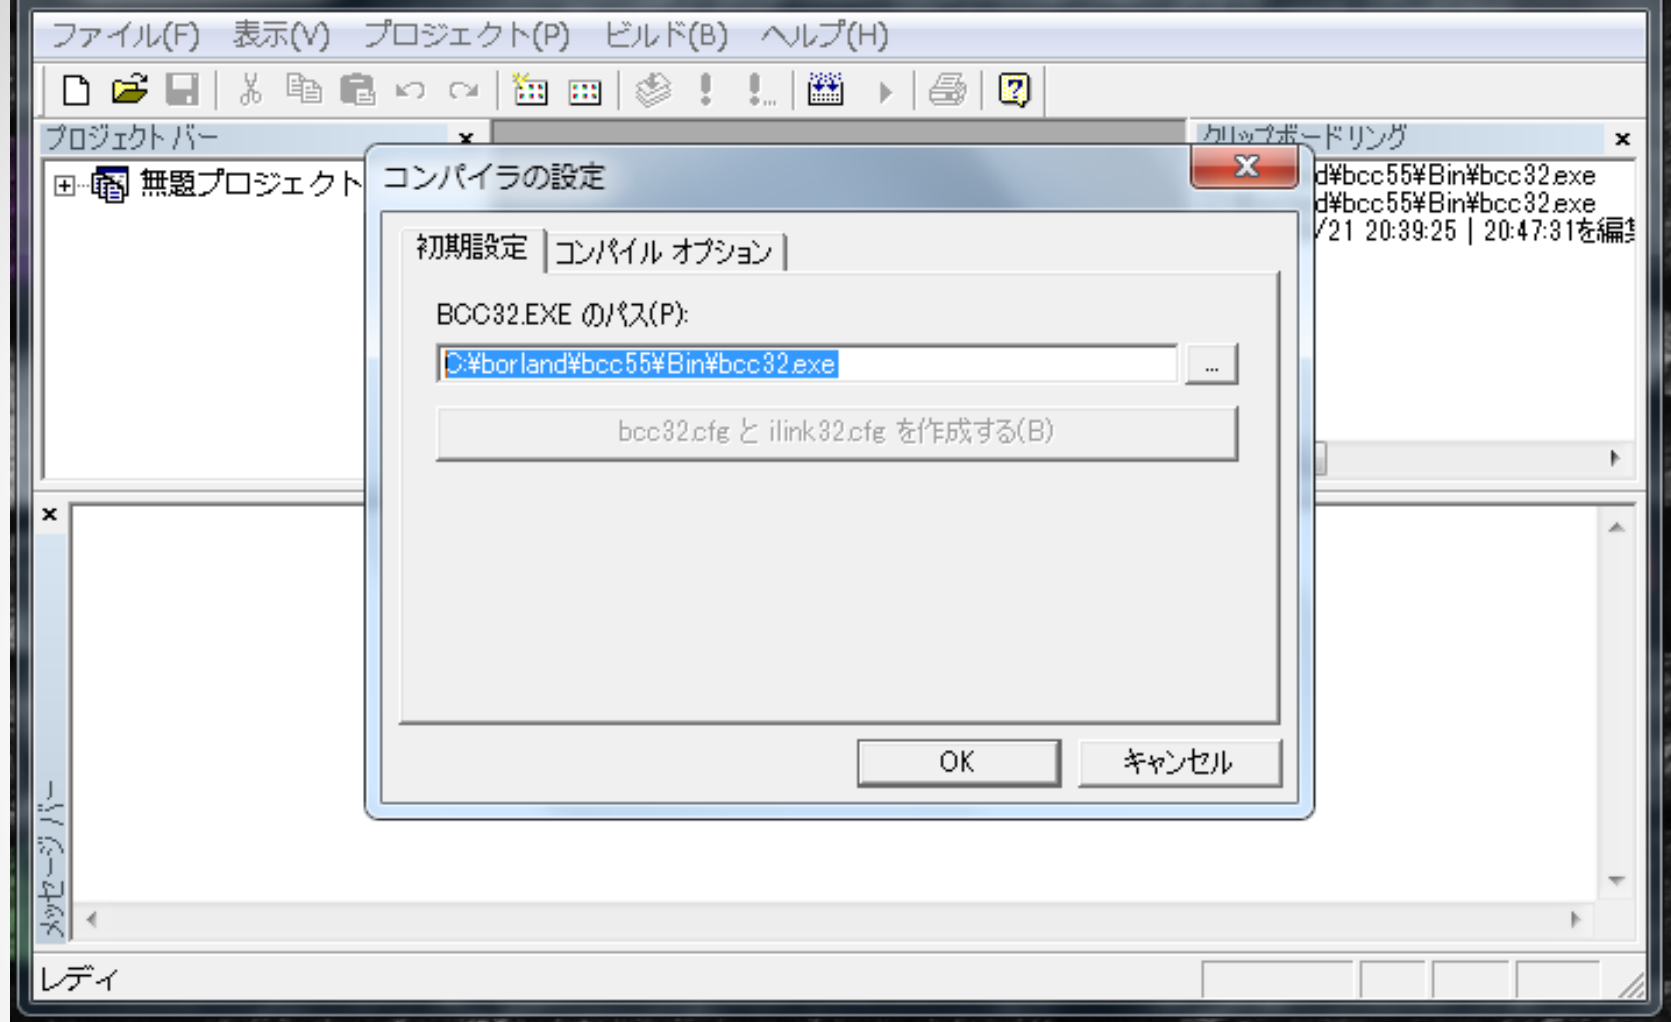 ファイル(F) 表示(V) プロジェクト(P) ビルド(B) ヘルプ(H)
プロジェクト バー
クリップボード リング
無題プロジェクト
d¥bcc55¥Bin¥bcc32.exe
d¥bcc55¥Bin¥bcc32.exe
/21 20:39:25 | 20:47:31を編集
コンパイラの設定
初期設定
コンパイル オプション
BCC32.EXE のパス(P):
C:¥borland¥bcc55¥Bin¥bcc32.exe
...
bcc32.cfg と ilink32.cfg を作成する(B)
OK
キャンセル
メッセージ バー
レディ